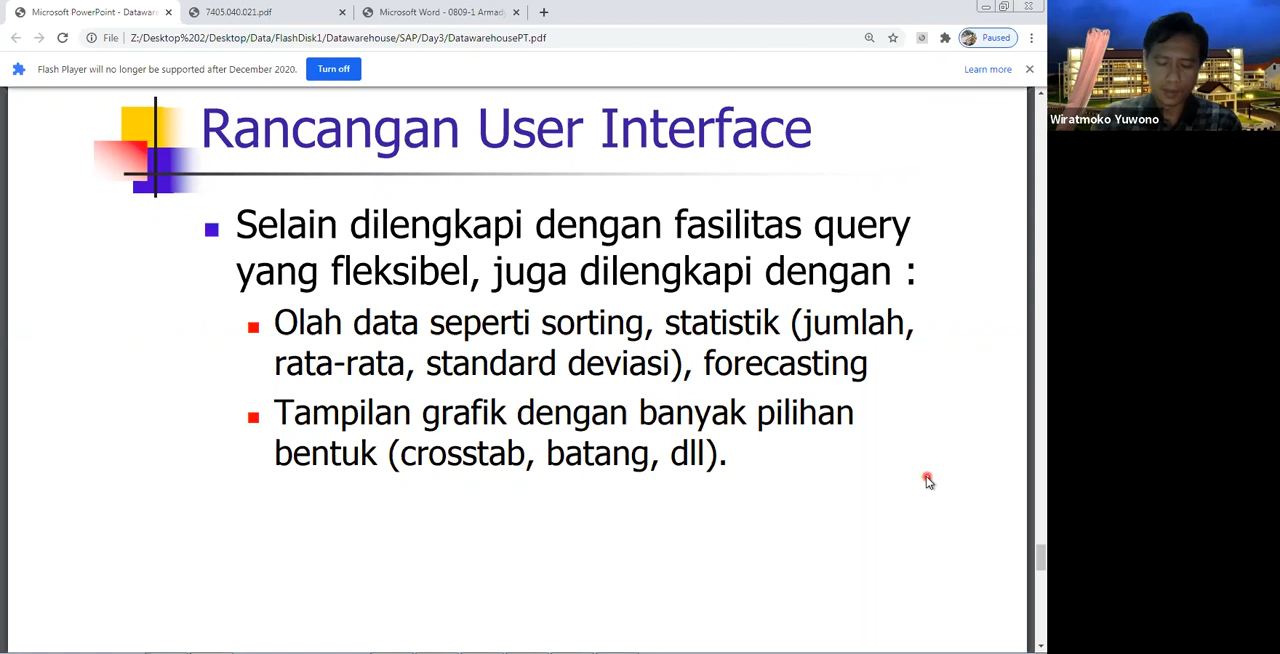 Microsoft PowerPoint - Dataware
7405.040.021.pdf
Microsoft Word - 0809-1 Armady
File
Z:/Desktop%202/Desktop/Data/FlashDisk1/Datawarehouse/SAP/Day3/DatawarehousePT.pdf
Paused
Flash Player will no longer be supported after December 2020.
Turn off
Learn more
Wiratmoko Yuwono
Rancangan User Interface
Selain dilengkapi dengan fasilitas query
yang fleksibel, juga dilengkapi dengan :
Olah data seperti sorting, statistik (jumlah,
rata-rata, standard deviasi), forecasting
Tampilan grafik dengan banyak pilihan
bentuk (crosstab, batang, dll).